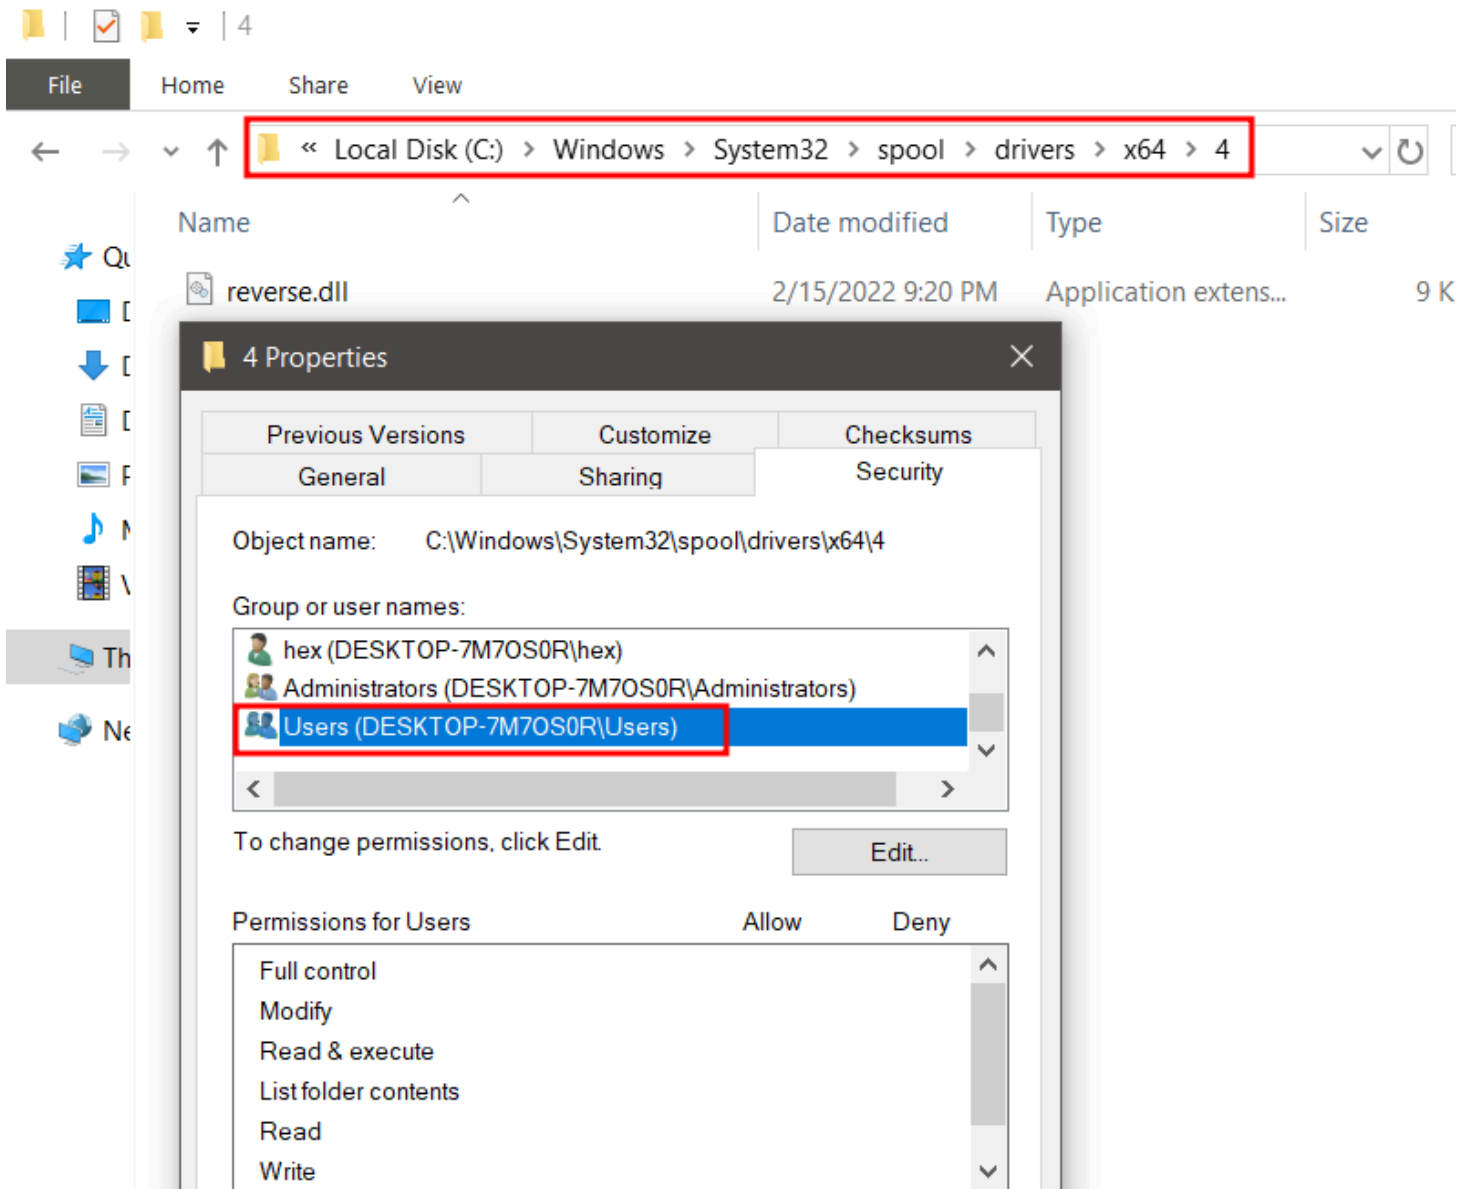 4
File Home Share View
« Local Disk (C:) > Windows > System32 > spool > drivers > x64 > 4
Name Date modified Type Size
reverse.dll 2/15/2022 9:20 PM Application extens... 9 K
4 Properties
Previous Versions Customize Checksums
General Sharing Security
Object name: C:\Windows\System32\spool\drivers\x64\4
Group or user names:
hex (DESKTOP-7M7OS0R\hex)
Administrators (DESKTOP-7M7OS0R\Administrators)
Users (DESKTOP-7M7OS0R\Users)
To change permissions, click Edit.
Edit...
Permissions for Users Allow Deny
Full control
Modify
Read & execute
List folder contents
Read
Write